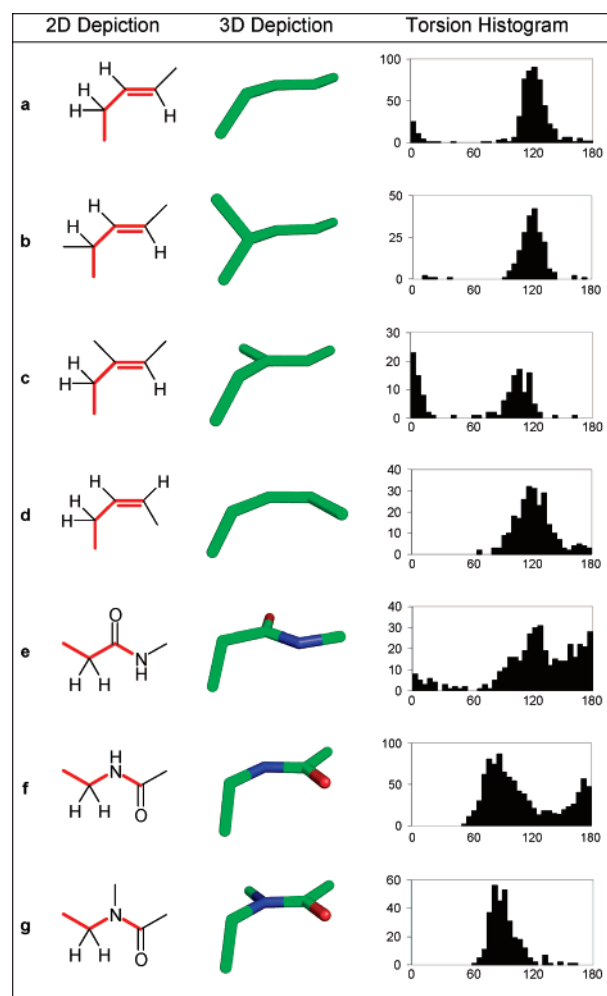 2D Depiction 3D Depiction Torsion Histogram
a H H H H 100 50 0 0 60 120 180
b H H H 50 25 0 0 60 120 180
c H H H 30 20 10 0 0 60 120 180
d H H H H 40 30 20 10 0 0 60 120 180
e O N H H H 40 30 20 10 0 0 60 120 180
f H N H H O 100 50 0 0 60 120 180
g N H H O 60 40 20 0 0 60 120 180